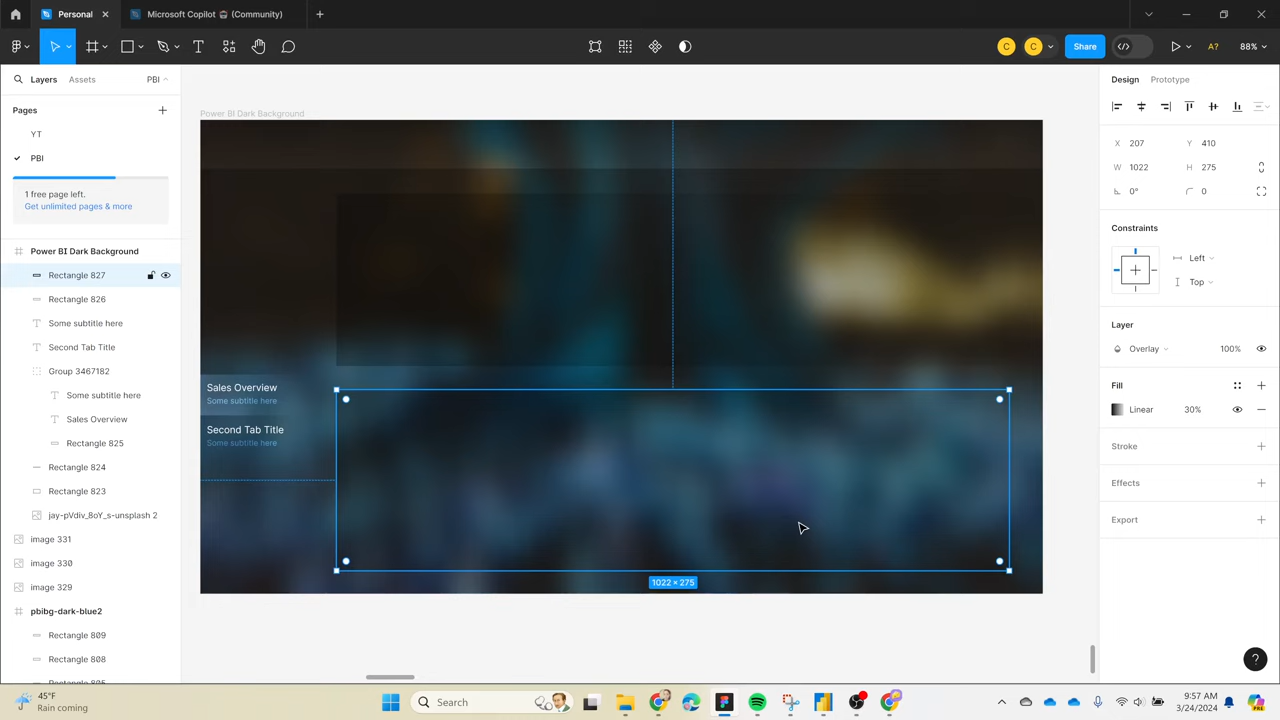 Personal
Microsoft Copilot (Community)
A?
88%
Share
C
C
T
Layers
Assets
PBI
Pages
YT
PBI
1 free page left.
Get unlimited pages & more
Power BI Dark Background
Rectangle 827
Rectangle 826
Some subtitle here
Second Tab Title
Group 3467182
Some subtitle here
Sales Overview
Rectangle 825
Rectangle 824
Rectangle 823
jay-pVdiv_8oY_s-unsplash 2
image 331
image 330
image 329
pbibg-dark-blue2
Rectangle 809
Rectangle 808
Power BI Dark Background
Sales Overview
Some subtitle here
Second Tab Title
Some subtitle here
1022 × 275
Design
Prototype
X 207
Y 410
W 1022
H 275
0°
0
Constraints
Left
Top
Layer
Overlay
100%
Fill
Linear
30%
Stroke
Effects
Export
?
45°F
Rain coming
Search
9:57 AM
3/24/2024